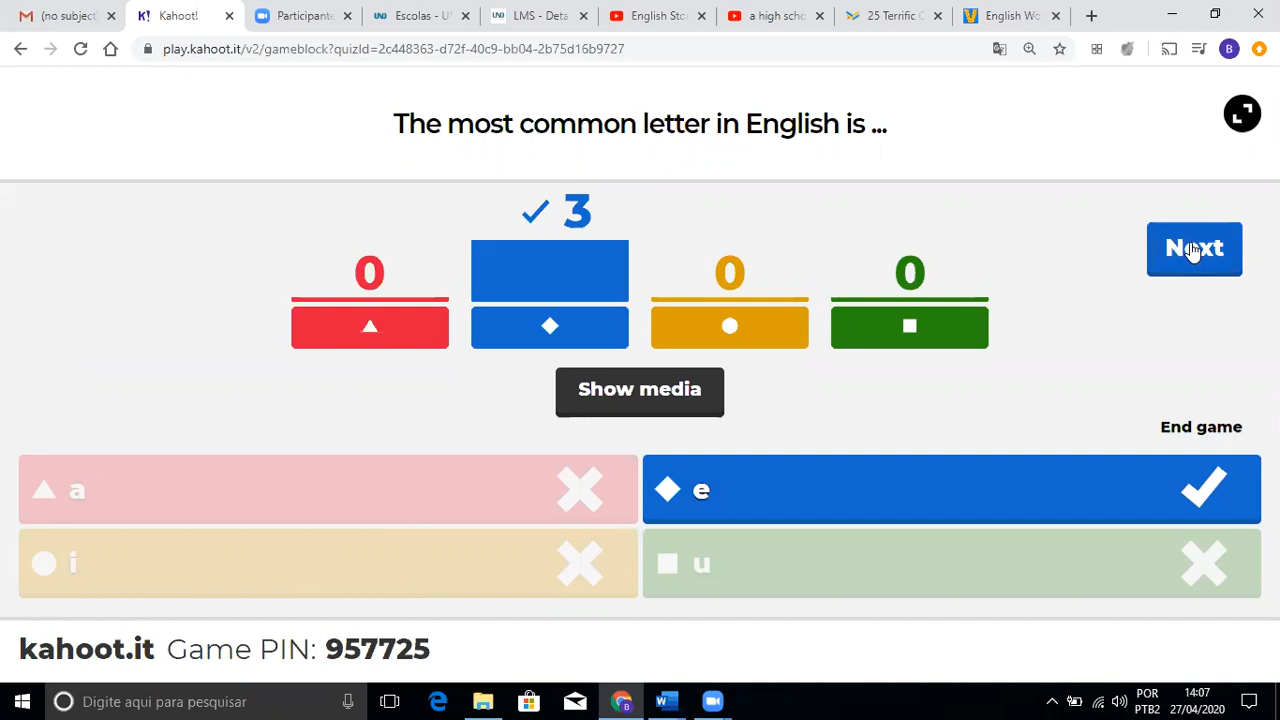 (no subject)
Kahoot!
Participante
Escolas - U
LMS - Deta
English Sto
a high scho
25 Terrific C
English Wo
play.kahoot.it/v2/gameblock?quizId=2c448363-d72f-40c9-bb04-2b75d16b9727
B
The most common letter in English is ...
3
0
0
0
Next
Show media
End game
a
e
i
u
kahoot.it Game PIN: 957725
Digite aqui para pesquisar
POR
PTB2
14:07
27/04/2020